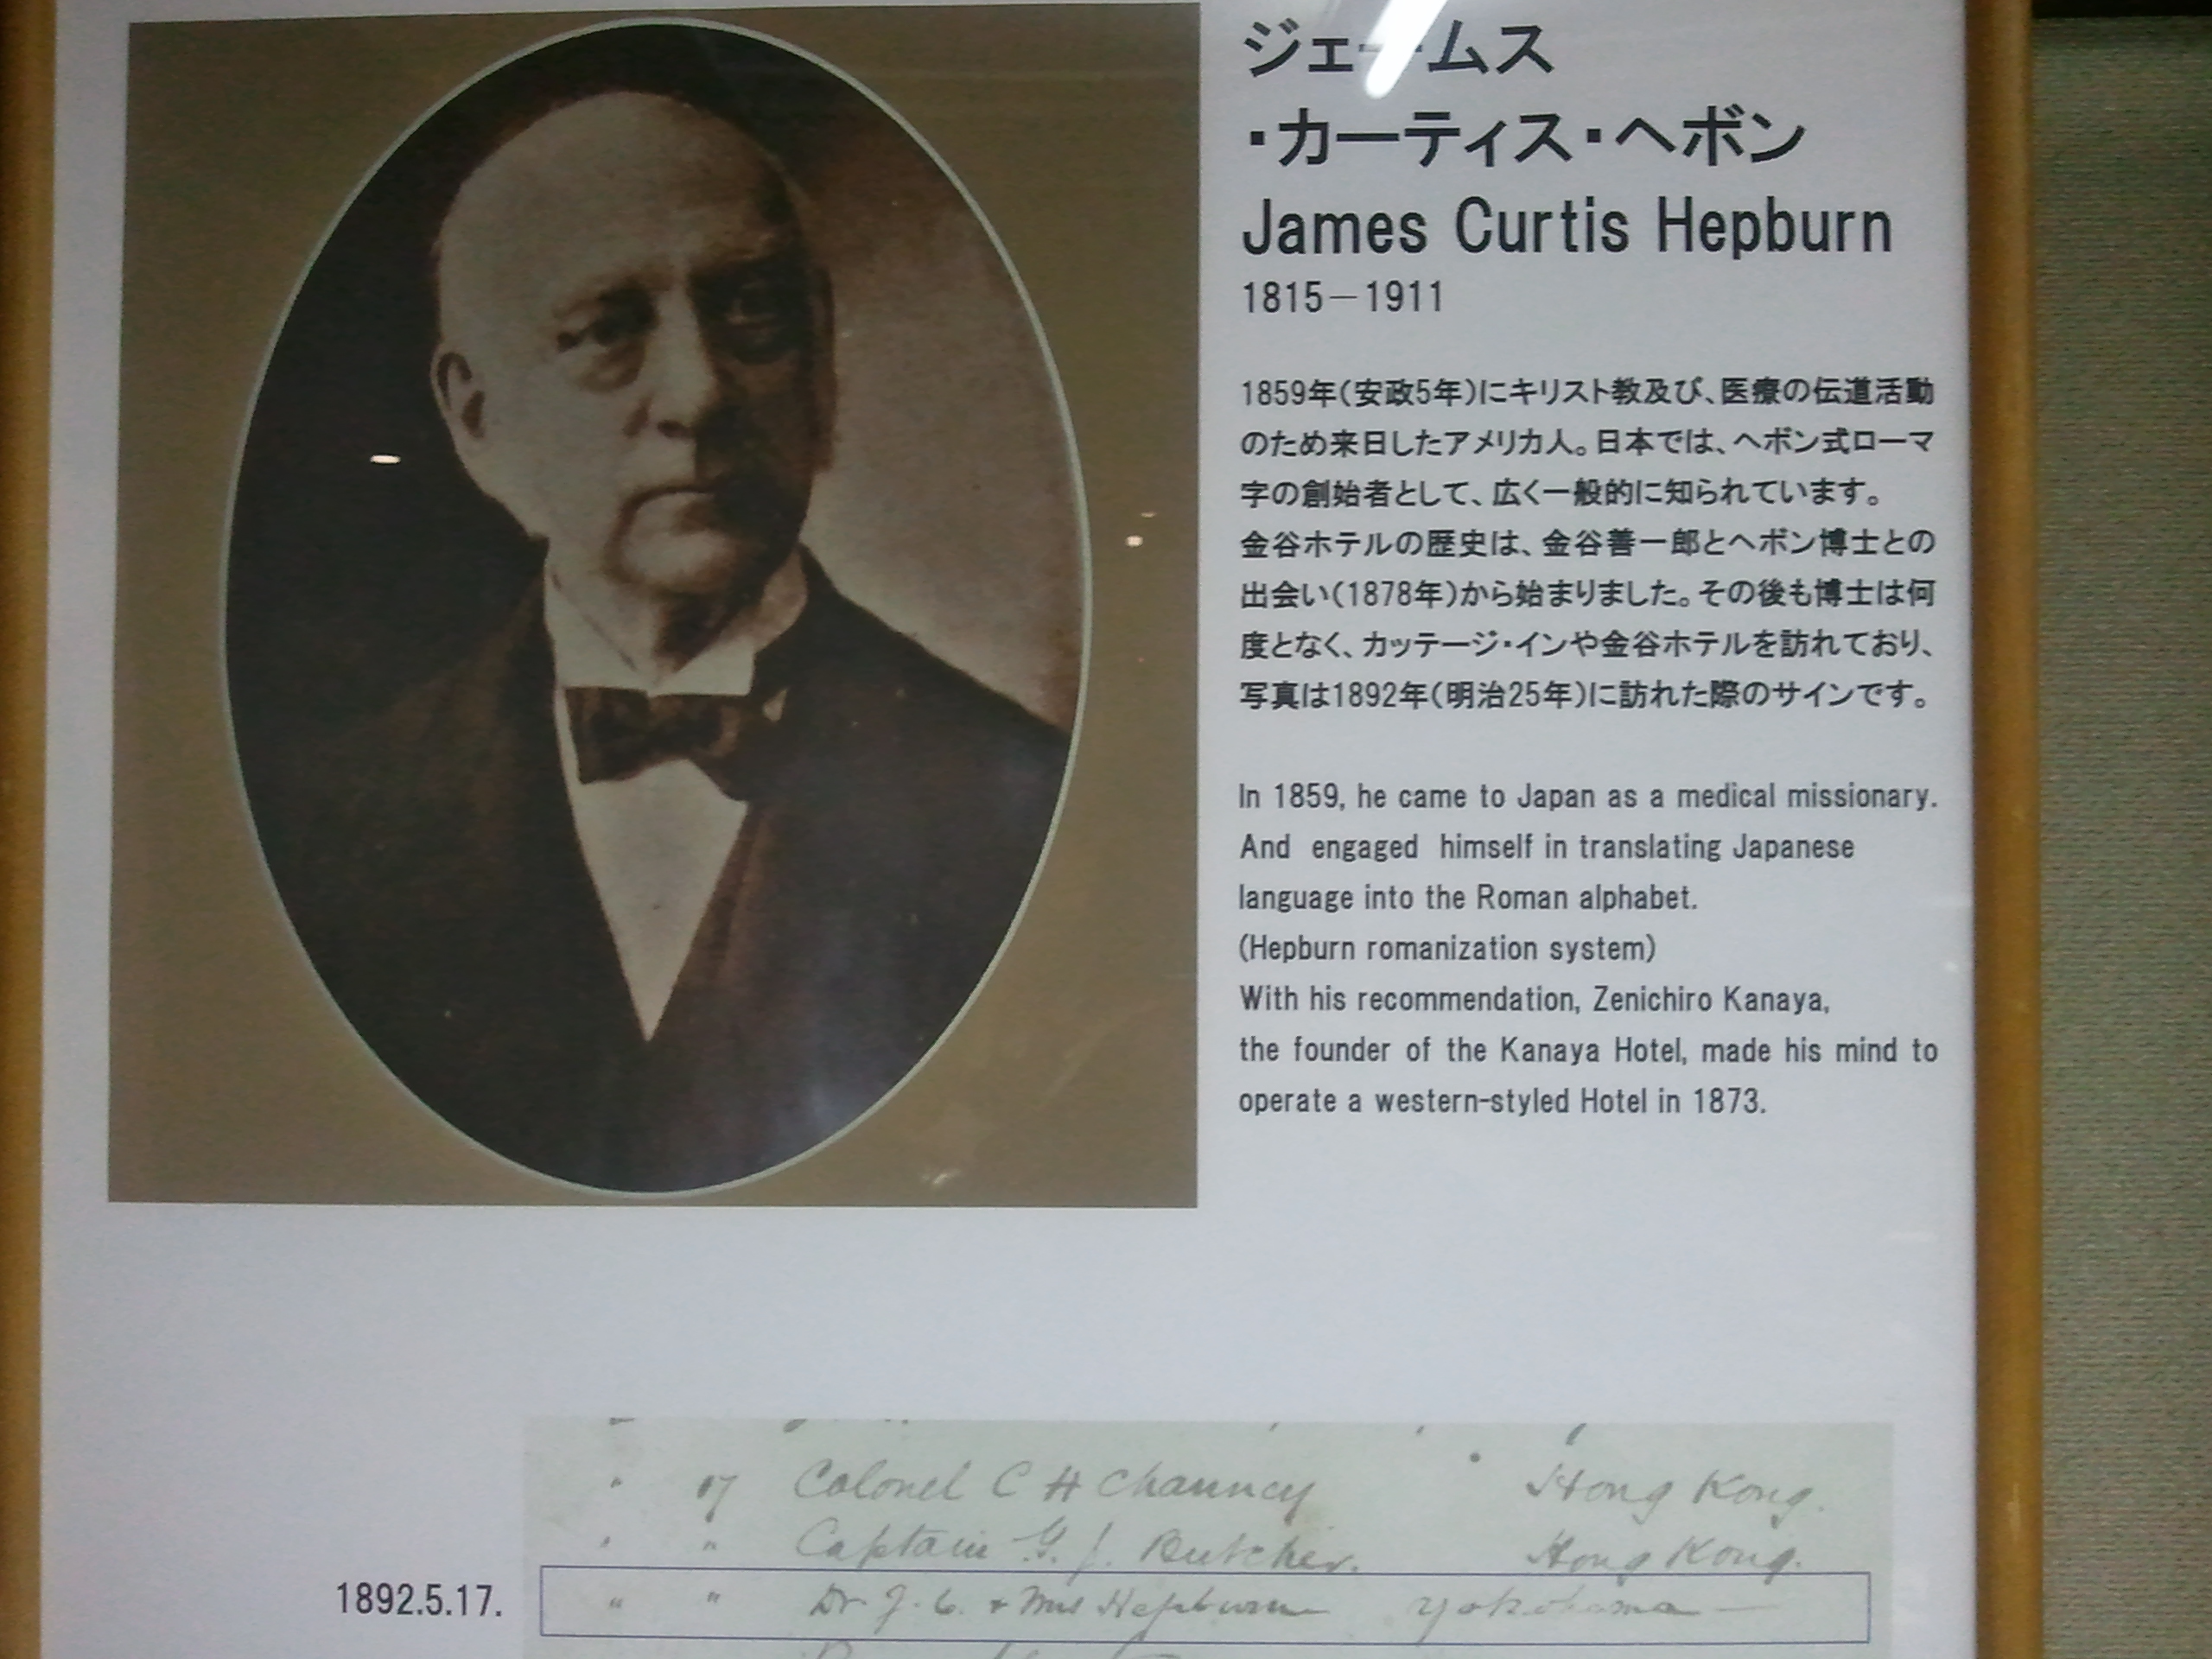 ジェームス
・カーティス・ヘボン
James Curtis Hepburn
1815－1911
1859年（安政5年）にキリスト教及び、医療の伝道活動
のため来日したアメリカ人。日本では、ヘボン式ローマ
字の創始者として、広く一般的に知られています。
金谷ホテルの歴史は、金谷善一郎とヘボン博士との
出会い（1878年）から始まりました。その後も博士は何
度となく、カッテージ・インや金谷ホテルを訪れており、
写真は1892年（明治25年）に訪れた際のサインです。
In 1859, he came to Japan as a medical missionary.
And engaged himself in translating Japanese
language into the Roman alphabet.
(Hepburn romanization system)
With his recommendation, Zenichiro Kanaya,
the founder of the Kanaya Hotel, made his mind to
operate a western-styled Hotel in 1873.
" 17 Colonel C H Chauncy Hong Kong.
" " Captain G. J. Butcher. Hong Kong.
1892.5.17. " " Dr. J. C. + Mrs Hepburn Yokohama —